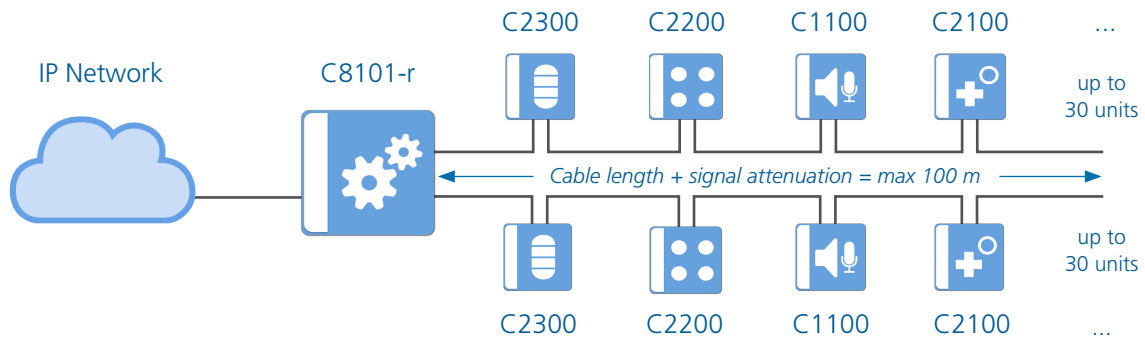 C2300 C2200 C1100 C2100 ...
IP Network C8101-r
up to
30 units
Cable length + signal attenuation = max 100 m
up to
30 units
C2300 C2200 C1100 C2100 ...